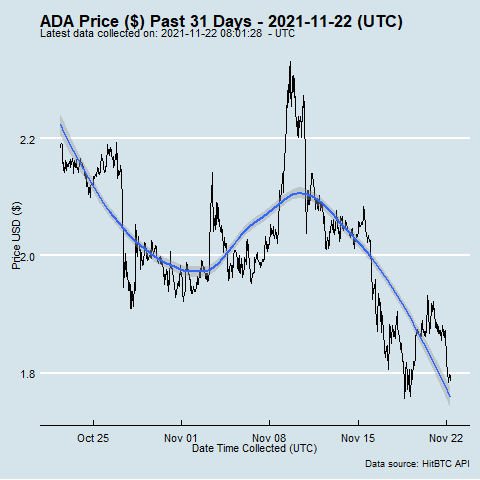 ADA Price ($) Past 31 Days - 2021-11-22 (UTC)
Latest data collected on: 2021-11-22 08:01:28 - UTC
Price USD ($)
2.2
2.0
1.8
Oct 25 Nov 01 Nov 08 Nov 15 Nov 22
Date Time Collected (UTC)
Data source: HitBTC API